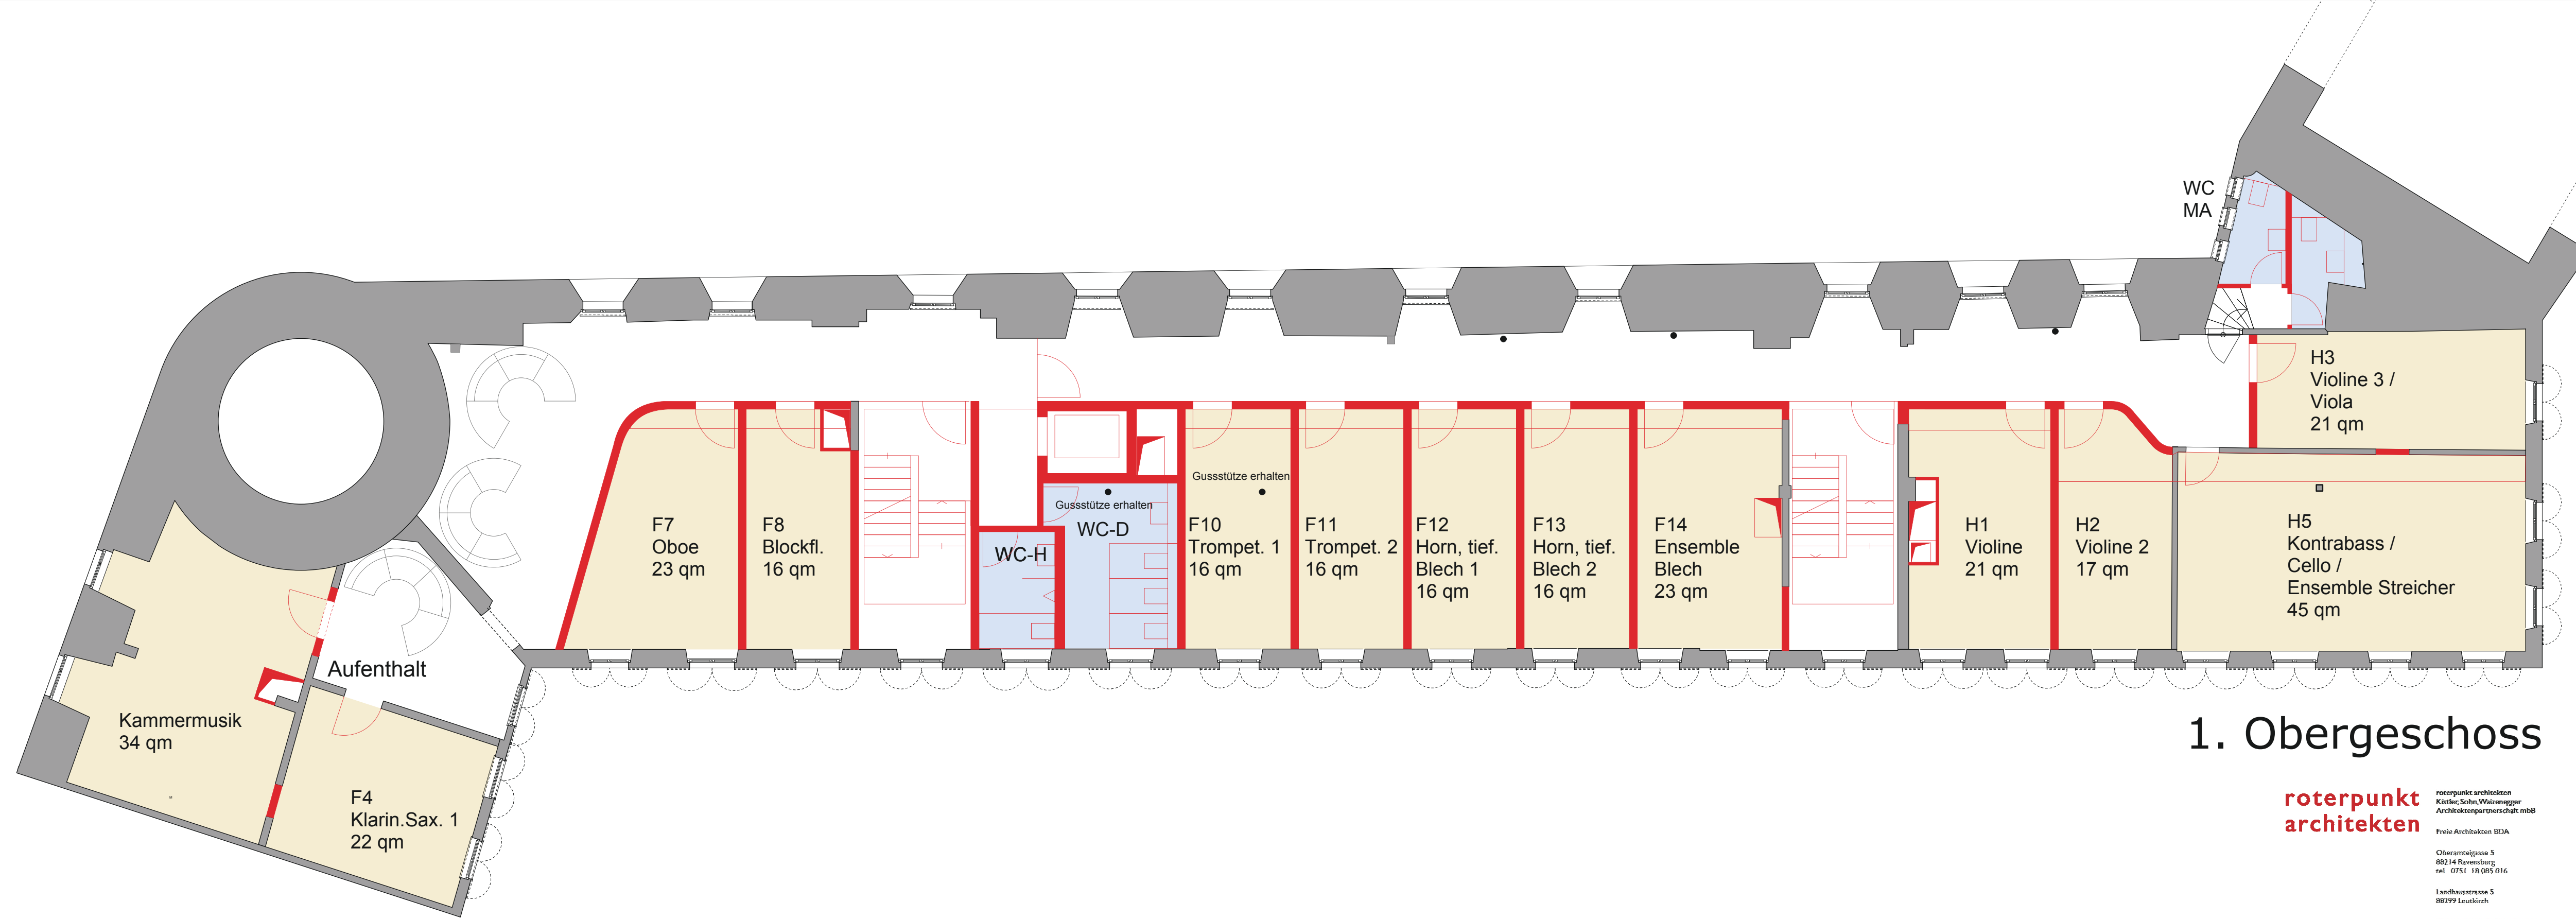 WC
MA
H3
Violine 3 /
Viola
21 qm
Gussstütze erhalten
Gussstütze erhalten
WC-D
WC-H
F7
Oboe
23 qm
F8
Blockfl.
16 qm
F10
Trompet. 1
16 qm
F11
Trompet. 2
16 qm
F12
Horn, tief.
Blech 1
16 qm
F13
Horn, tief.
Blech 2
16 qm
F14
Ensemble
Blech
23 qm
H1
Violine
21 qm
H2
Violine 2
17 qm
H5
Kontrabass /
Cello /
Ensemble Streicher
45 qm
Aufenthalt
Kammermusik
34 qm
F4
Klarin.Sax. 1
22 qm
1. Obergeschoss
roterpunkt
architekten
roterpunkt architekten
Kistler, Sohn, Waizenegger
Architektenpartnerschaft mbB
Freie Architekten BDA
Oberamteigasse 5
88214 Ravensburg
tel 0751 18 085 016
Landhausstrasse 5
88299 Leutkirch